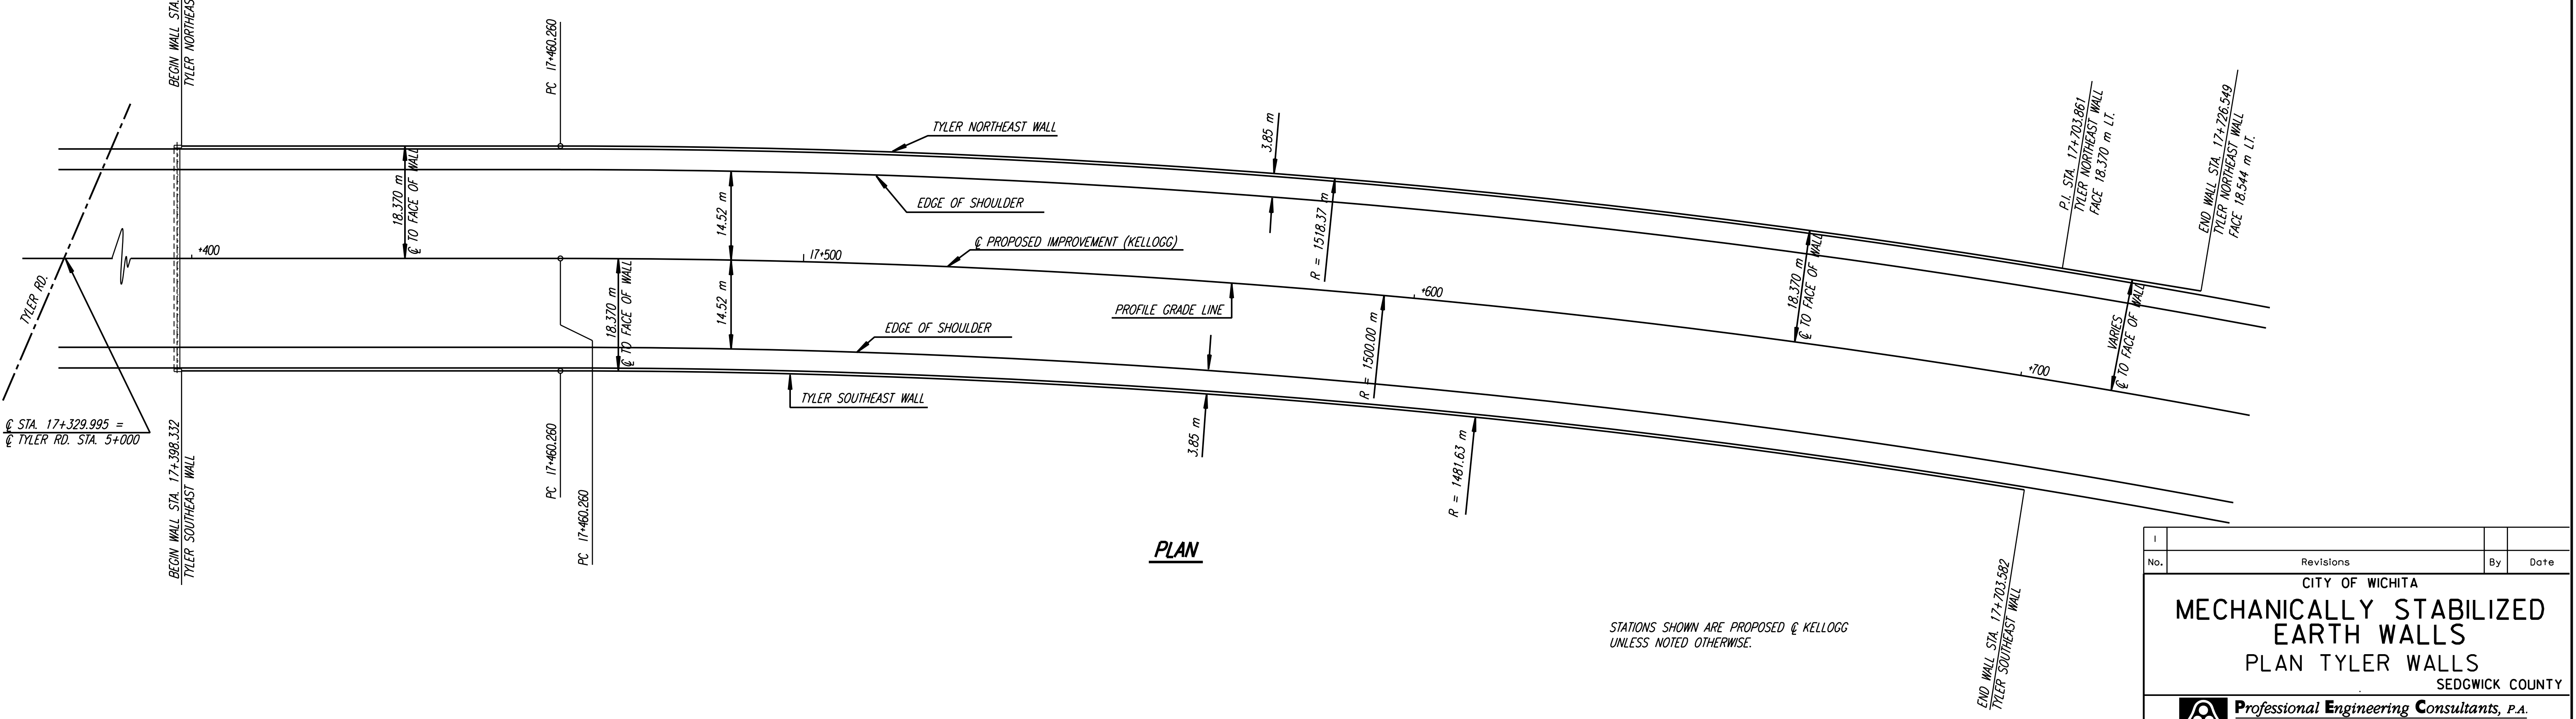 BEGIN WALL STA.
TYLER NORTHEAS
PC 17+460.260
TYLER NORTHEAST WALL
3.85 m
P.I. STA. 17+703.861
TYLER NORTHEAST WALL
FACE 18.370 m LT.
END WALL STA. 17+726.549
TYLER NORTHEAST WALL
FACE 18.544 m LT.
18.370 m
℄ TO FACE OF WALL
14.52 m
EDGE OF SHOULDER
R = 1518.37 m
℄ PROPOSED IMPROVEMENT (KELLOGG)
+400
17+500
18.370 m
℄ TO FACE OF WALL
TYLER RD.
18.370 m
℄ TO FACE OF WALL
14.52 m
PROFILE GRADE LINE
+600
VARIES
℄ TO FACE OF WALL
EDGE OF SHOULDER
R = 1500.00 m
+700
TYLER SOUTHEAST WALL
℄ STA. 17+329.995 =
℄ TYLER RD. STA. 5+000
BEGIN WALL STA. 17+398.332
TYLER SOUTHEAST WALL
PC 17+460.260
PC 17+460.260
3.85 m
R = 1481.63 m
PLAN
END WALL STA. 17+703.582
TYLER SOUTHEAST WALL
STATIONS SHOWN ARE PROPOSED ℄ KELLOGG
UNLESS NOTED OTHERWISE.
1
No. Revisions By Date
CITY OF WICHITA
MECHANICALLY STABILIZED
EARTH WALLS
PLAN TYLER WALLS
SEDGWICK COUNTY
Professional Engineering Consultants, P.A.